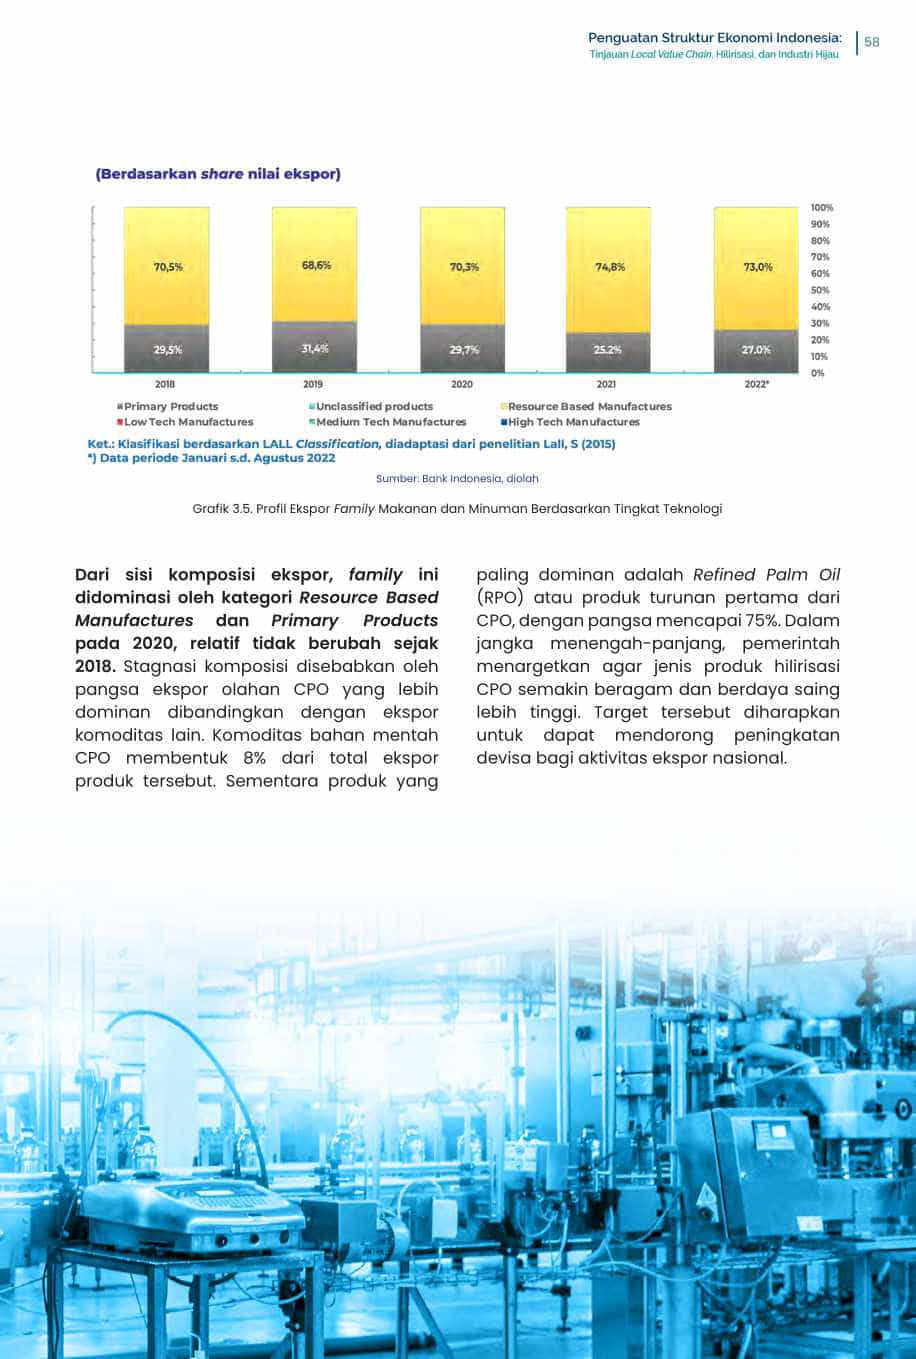 Penguatan Struktur Ekonomi Indonesia:
Tinjauan Local Value Chain, Hilirisasi, dan Industri Hijau
58
(Berdasarkan share nilai ekspor)
100%
90%
80%
70%
60%
50%
40%
30%
20%
10%
0%
70,5% 68,6% 70,3% 74,8% 73,0%
29,5% 31,4% 29,7% 25.2% 27.0%
2018 2019 2020 2021 2022*
Primary Products Unclassified products Resource Based Manufactures
Low Tech Manufactures Medium Tech Manufactures High Tech Manufactures
Ket.: Klasifikasi berdasarkan LALL Classification, diadaptasi dari penelitian Lall, S (2015)
*) Data periode Januari s.d. Agustus 2022
Sumber: Bank Indonesia, diolah
Grafik 3.5. Profil Ekspor Family Makanan dan Minuman Berdasarkan Tingkat Teknologi
Dari sisi komposisi ekspor, family ini
didominasi oleh kategori Resource Based
Manufactures dan Primary Products
pada 2020, relatif tidak berubah sejak
2018. Stagnasi komposisi disebabkan oleh
pangsa ekspor olahan CPO yang lebih
dominan dibandingkan dengan ekspor
komoditas lain. Komoditas bahan mentah
CPO membentuk 8% dari total ekspor
produk tersebut. Sementara produk yang
paling dominan adalah Refined Palm Oil
(RPO) atau produk turunan pertama dari
CPO, dengan pangsa mencapai 75%. Dalam
jangka menengah-panjang, pemerintah
menargetkan agar jenis produk hilirisasi
CPO semakin beragam dan berdaya saing
lebih tinggi. Target tersebut diharapkan
untuk dapat mendorong peningkatan
devisa bagi aktivitas ekspor nasional.